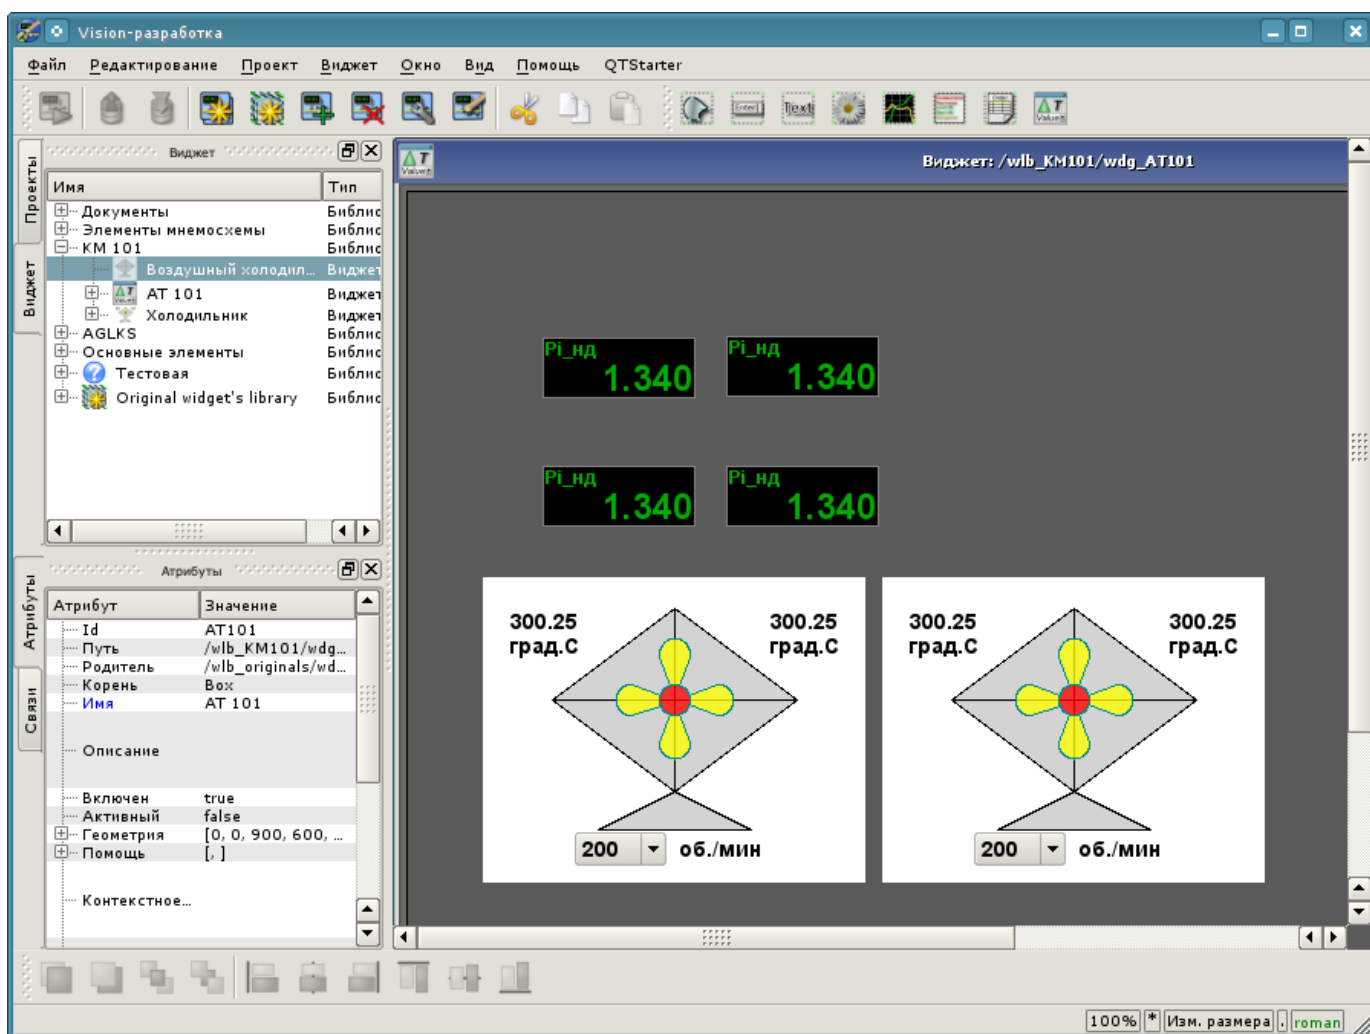 Vision-разработка
Файл Редактирование Проект Виджет Окно Вид Помощь QTStarter
Проекты
Виджет
Виджет
Имя Тип
Документы Библис
Элементы мнемосхемы Библис
КМ 101 Библис
Воздушный холодил... Виджет
АТ 101 Виджет
Холодильник Виджет
AGLKS Библис
Основные элементы Библис
Тестовая Библис
Original widget's library Библис
Атрибуты
Связи
Атрибуты
Атрибут Значение
Id AT101
Путь /wlb_KM101/wdg...
Родитель /wlb_originals/wd...
Корень Box
Имя АТ 101
Описание
Включен true
Активный false
Геометрия [0, 0, 900, 600, ...
Помощь [, ]
Контекстное...
Виджет: /wlb_KM101/wdg_AT101
Pi_нд Pi_нд
1.340 1.340
Pi_нд Pi_нд
1.340 1.340
300.25 300.25 300.25 300.25
град.С град.С град.С град.С
200 об./мин 200 об./мин
100% * Изм. размера . roman